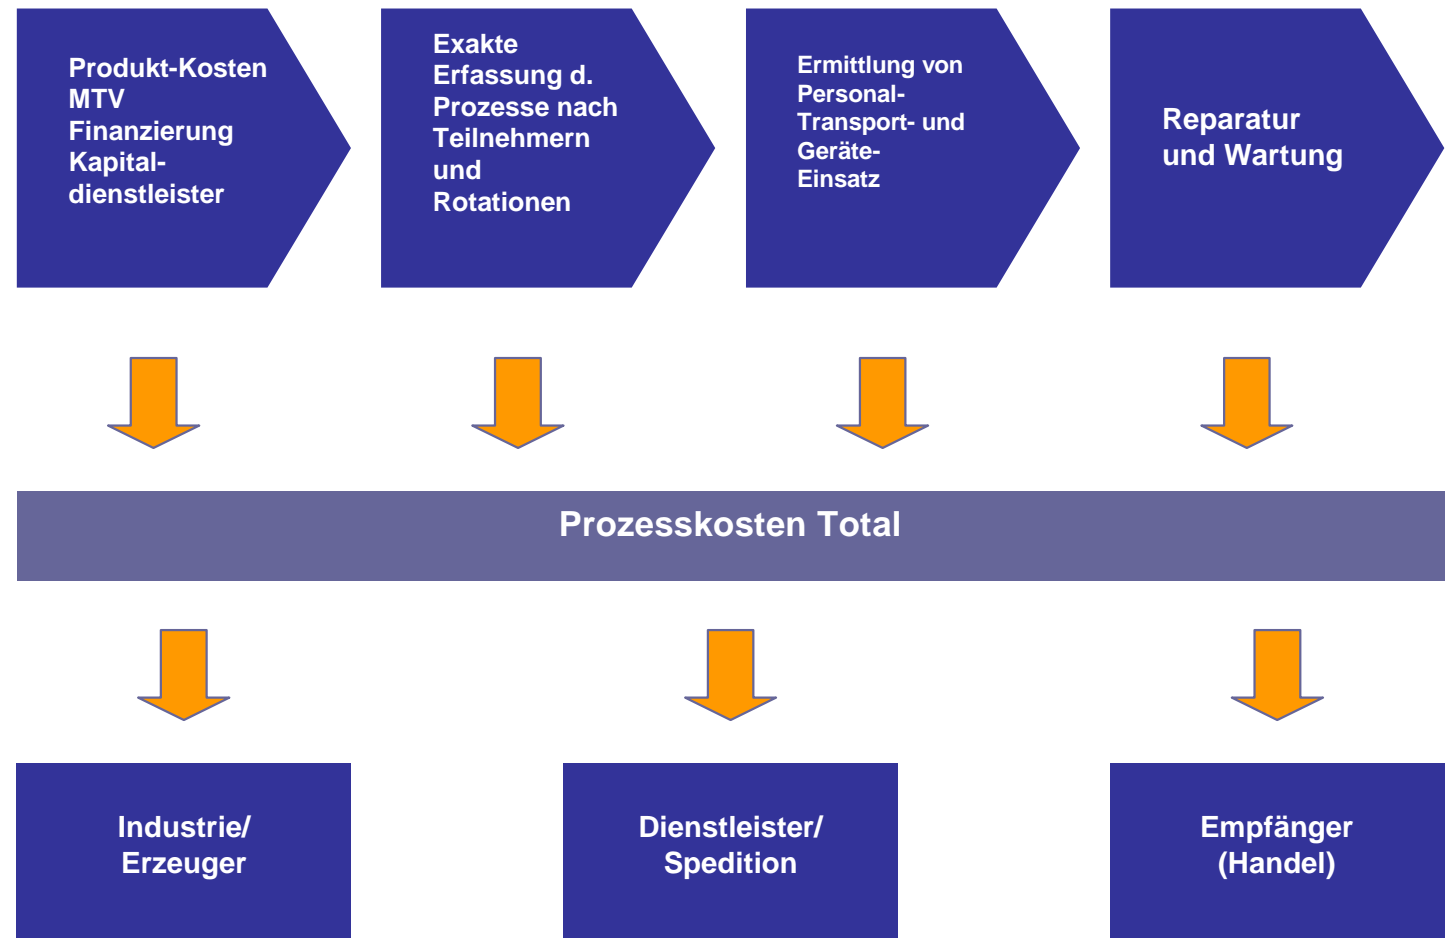 Produkt-Kosten
MTV
Finanzierung
Kapital-
dienstleister
Exakte
Erfassung d.
Prozesse nach
Teilnehmern
und
Rotationen
Ermittlung von
Personal-
Transport- und
Geräte-
Einsatz
Reparatur
und Wartung
Prozesskosten Total
Industrie/
Erzeuger
Dienstleister/
Spedition
Empfänger
(Handel)